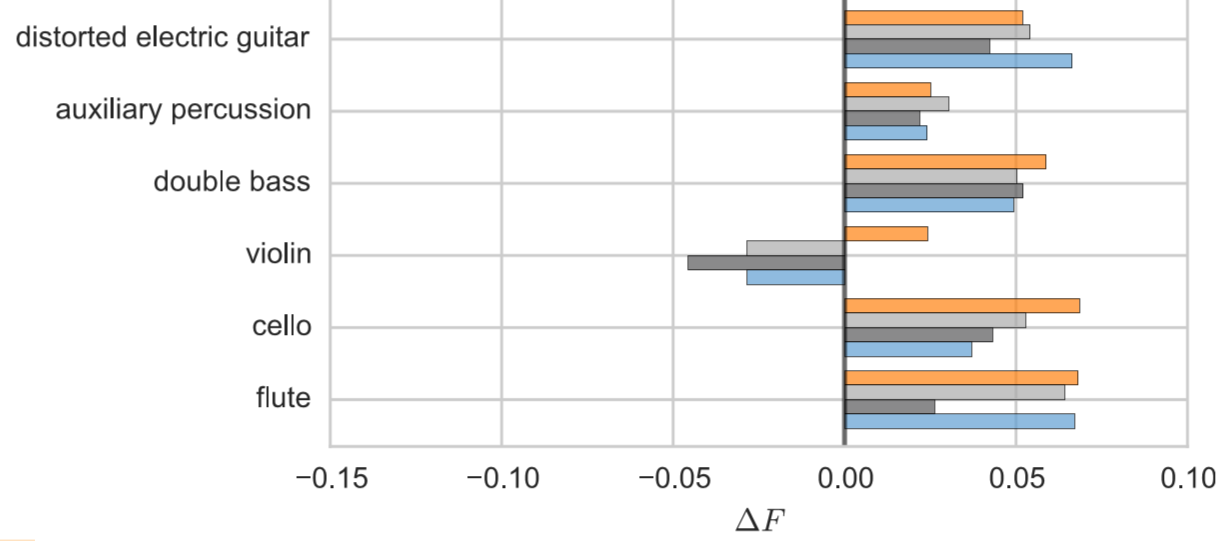 distorted electric guitar
auxiliary percussion
double bass
violin
cello
flute
−0.15 −0.10 −0.05 0.00 0.05 0.10
ΔF